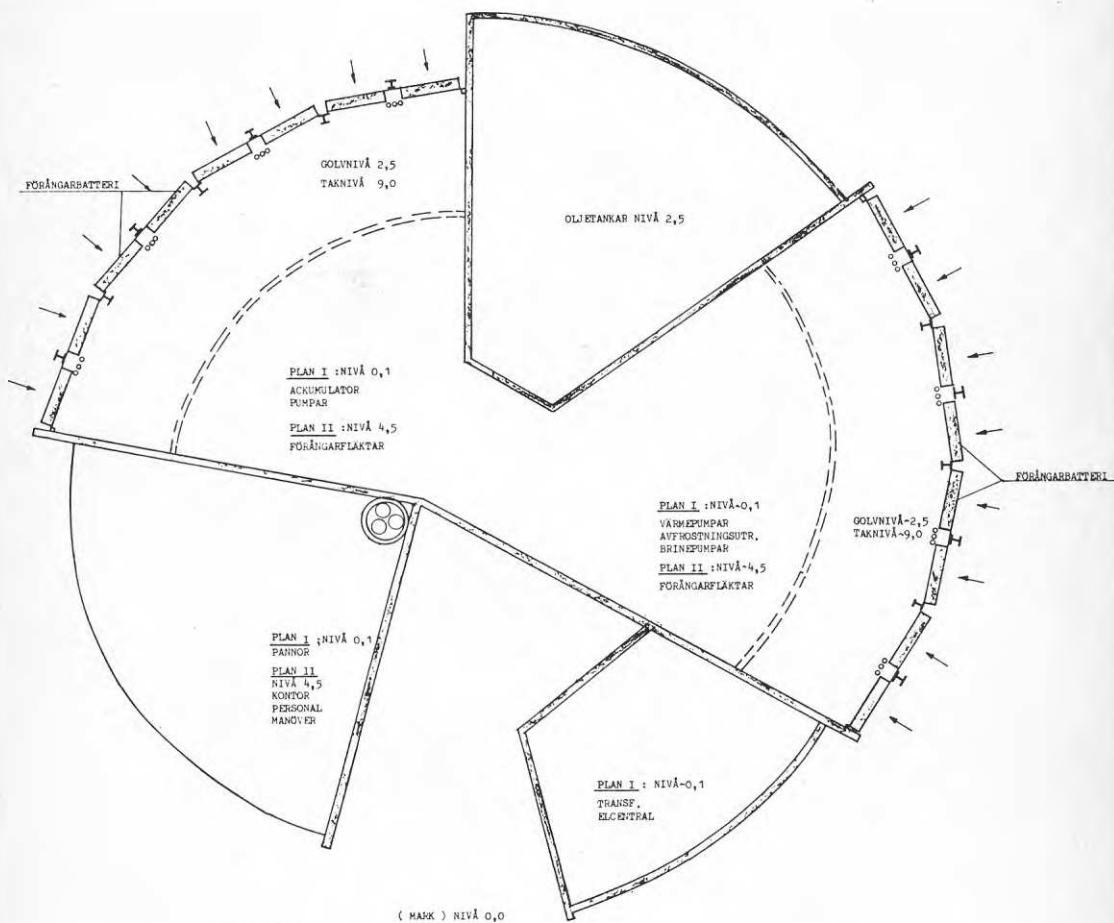 GOLVNIVÅ 2,5
TAKNIVÅ 9,0
FÖRÅNGARBATTERI
OLJETANKAR NIVÅ 2,5
PLAN I :NIVÅ 0,1
ACKUMULATOR
PUMPAR
PLAN II :NIVÅ 4,5
FÖRÅNGARFLÄKTAR
FÖRÅNGARBATTERI
PLAN I :NIVÅ-0,1
VÄRMEPUMPAR
AVFROSTNINGSUTR.
BRINEPUMPAR
PLAN II :NIVÅ-4,5
FÖRÅNGARFLÄKTAR
GOLVNIVÅ-2,5
TAKNIVÅ-9,0
PLAN I ;NIVÅ 0,1
PANNOR
PLAN II
NIVÅ 4,5
KONTOR
PERSONAL
MANÖVER
PLAN I : NIVÅ-0,1
TRANSF.
ELCENTRAL
( MARK ) NIVÅ 0,0